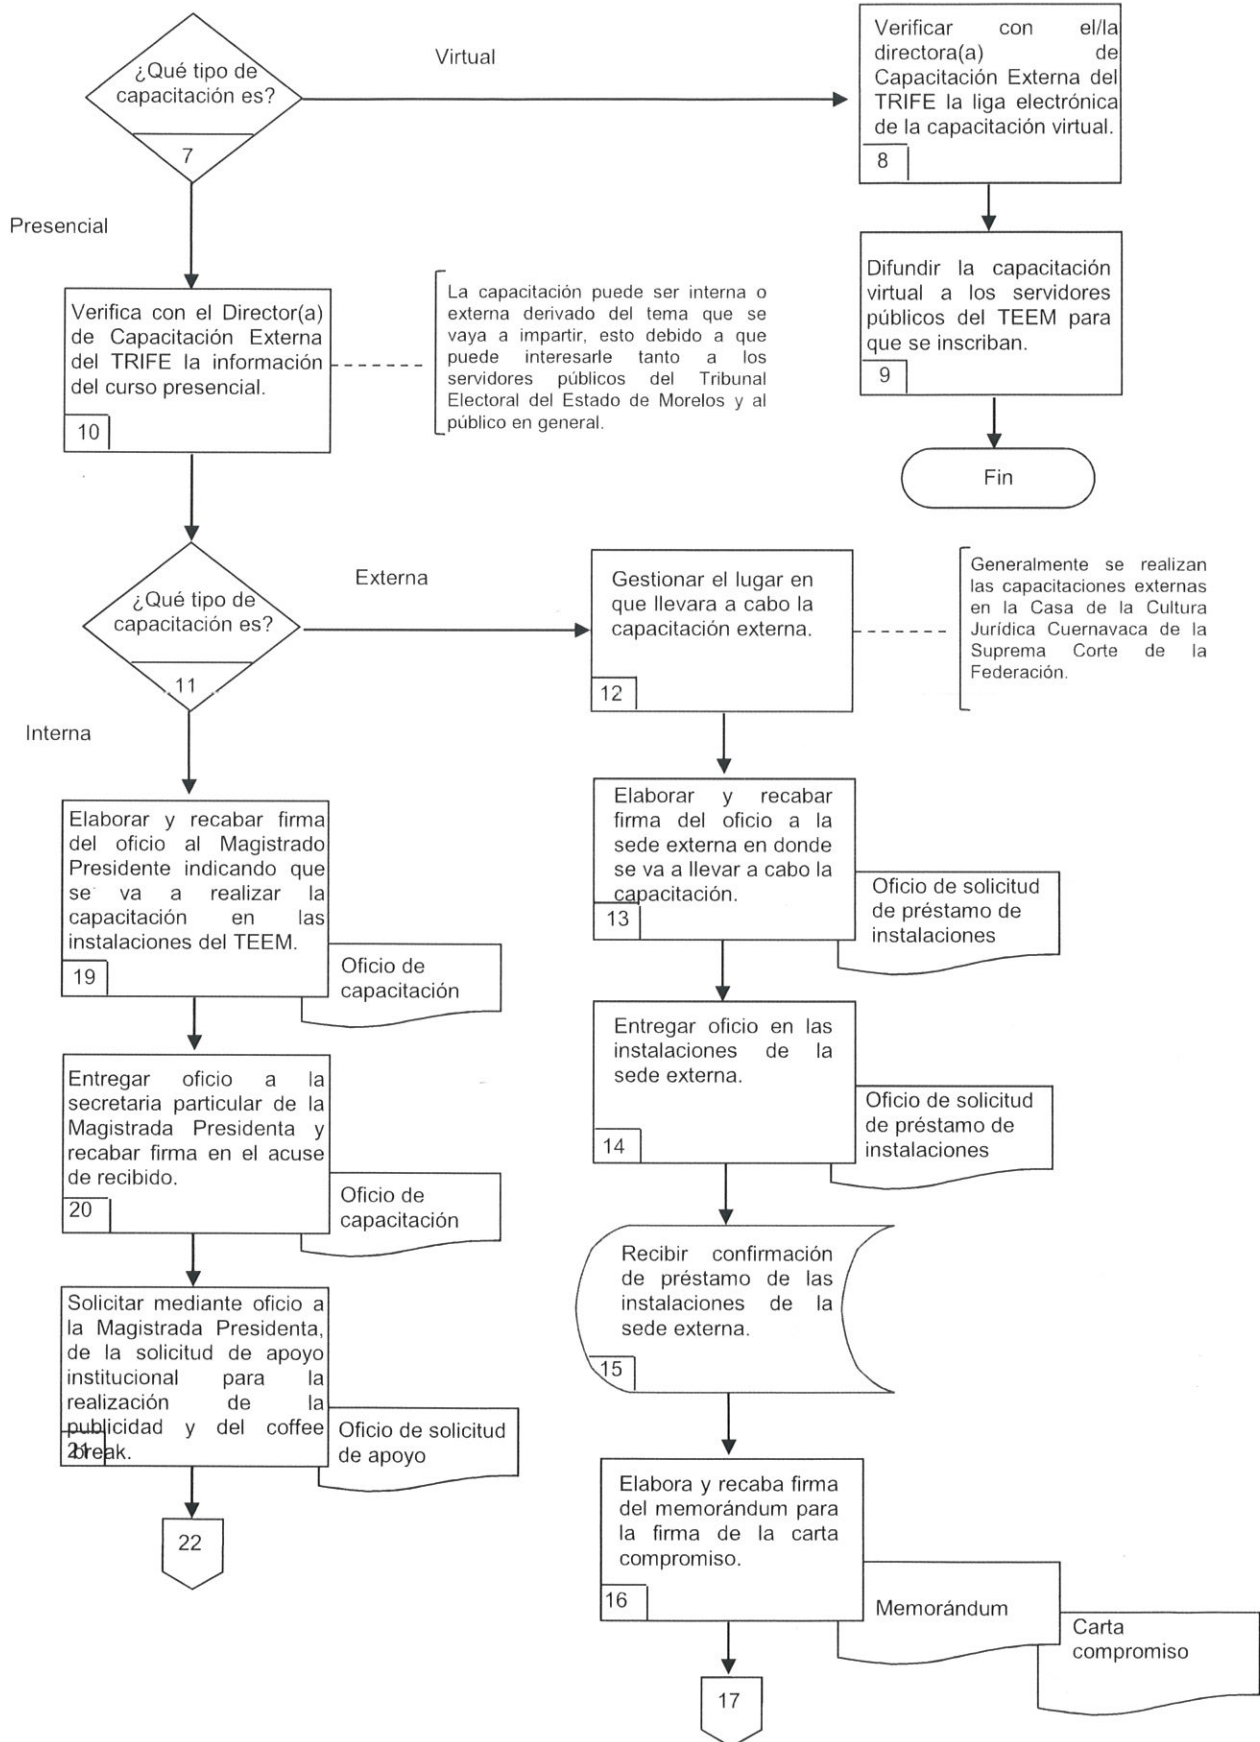 ¿Qué tipo de
capacitación es?
7
Virtual
Verificar con el/la
directora(a) de
Capacitación Externa del
TRIFE la liga electrónica
de la capacitación virtual.
8
Presencial
Difundir la capacitación
virtual a los servidores
públicos del TEEM para
que se inscriban.
9
Fin
Verifica con el Director(a)
de Capacitación Externa
del TRIFE la información
del curso presencial.
10
La capacitación puede ser interna o
externa derivado del tema que se
vaya a impartir, esto debido a que
puede interesarle tanto a los
servidores públicos del Tribunal
Electoral del Estado de Morelos y al
público en general.
¿Qué tipo de
capacitación es?
11
Externa
Gestionar el lugar en
que llevara a cabo la
capacitación externa.
12
Generalmente se realizan
las capacitaciones externas
en la Casa de la Cultura
Jurídica Cuernavaca de la
Suprema Corte de la
Federación.
Interna
Elaborar y recabar firma
del oficio al Magistrado
Presidente indicando que
se va a realizar la
capacitación en las
instalaciones del TEEM.
19
Oficio de
capacitación
Entregar oficio a la
secretaria particular de la
Magistrada Presidenta y
recabar firma en el acuse
de recibido.
20
Oficio de
capacitación
Solicitar mediante oficio a
la Magistrada Presidenta,
de la solicitud de apoyo
institucional para la
realización de la
publicidad y del coffee
break.
21
Oficio de solicitud
de apoyo
22
Elaborar y recabar
firma del oficio a la
sede externa en donde
se va a llevar a cabo la
capacitación.
13
Oficio de solicitud
de préstamo de
instalaciones
Entregar oficio en las
instalaciones de la
sede externa.
14
Oficio de solicitud
de préstamo de
instalaciones
Recibir confirmación
de préstamo de las
instalaciones de la
sede externa.
15
Elabora y recaba firma
del memorándum para
la firma de la carta
compromiso.
16
Memorándum
Carta
compromiso
17